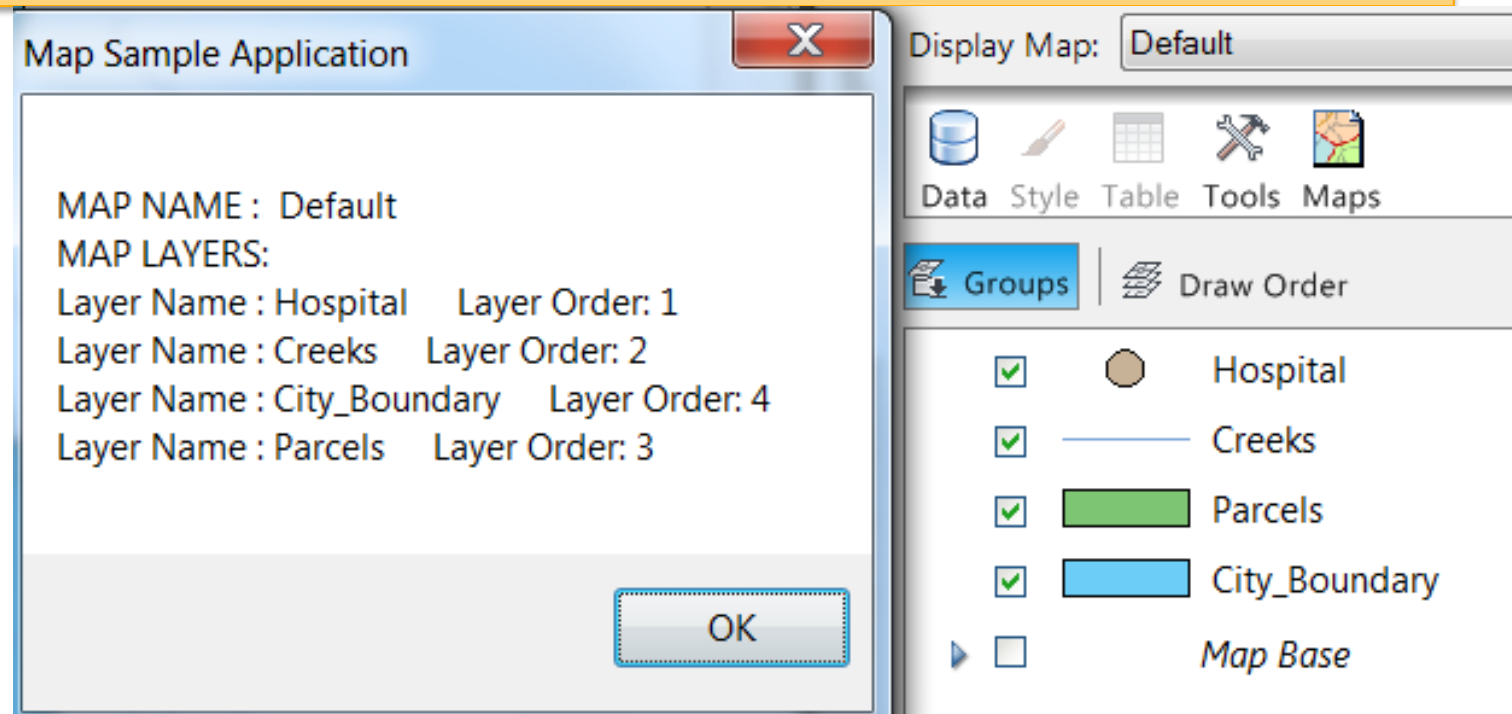 Map Sample Application
MAP NAME : Default
MAP LAYERS:
Layer Name : Hospital Layer Order: 1
Layer Name : Creeks Layer Order: 2
Layer Name : City_Boundary Layer Order: 4
Layer Name : Parcels Layer Order: 3
OK
Display Map: Default
Data Style Table Tools Maps
Groups Draw Order
Hospital
Creeks
Parcels
City_Boundary
Map Base